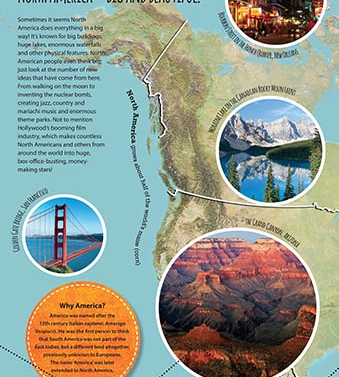 NORTH AMERICA – BIG AND BEAUTIFUL!
Sometimes it seems North
America does everything in a big
way! It's known for big buildings,
huge lakes, enormous waterfalls
and other physical features. North
American people even think big;
just look at the number of new
ideas that have come from here.
From walking on the moon to
inventing the nuclear bomb,
creating jazz, country and
mariachi music and enormous
theme parks. Not to mention
Hollywood's booming film
industry, which makes countless
North Americans and others from
around the world into huge,
box-office-busting, money-
making stars!
Bourbon Street in the French Quarter, New Orleans
Moraine Lake in the Canadian Rocky Mountains
North America grows about half of the world's maize (corn)
Golden Gate Bridge, San Francisco
The Grand Canyon, Arizona
Why America?
America was named after the
15th century Italian explorer, Amerigo
Vespucci. He was the first person to think
that South America was not part of the
East Indies, but a different land altogether,
previously unknown to Europeans.
The name 'America' was later
extended to North America.